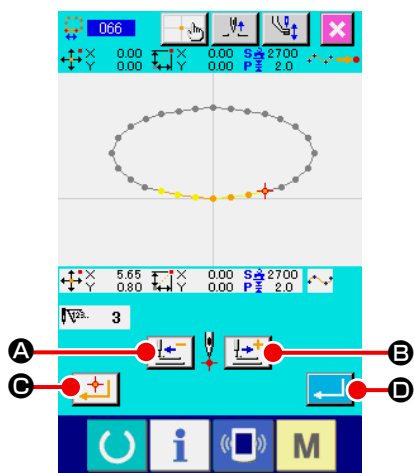 066
X 0.00 X 0.00 S 2700
Y 0.00 Y 0.00 P 2.0
X 5.65 X 0.00 S 2700
Y 0.80 Y 0.00 P 2.0
123.. 3
A B
C D
i M